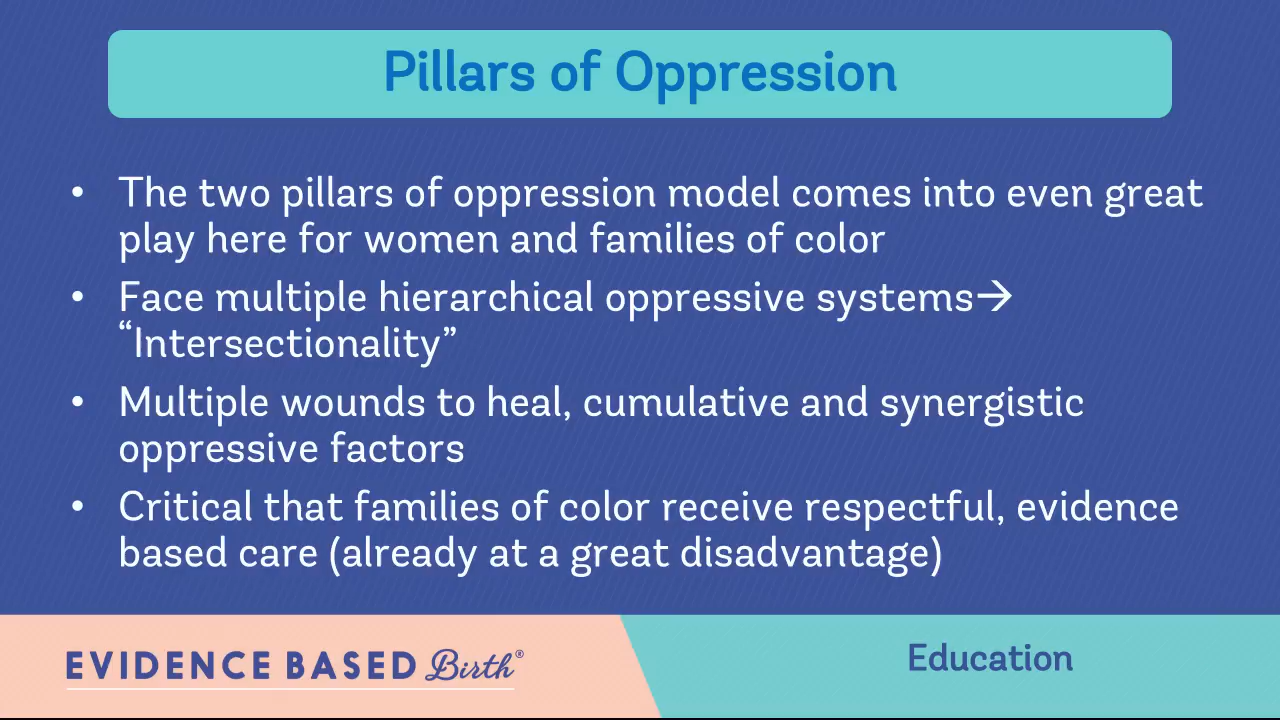 Pillars of Oppression
• The two pillars of oppression model comes into even great
play here for women and families of color
• Face multiple hierarchical oppressive systems→
“Intersectionality”
• Multiple wounds to heal, cumulative and synergistic
oppressive factors
• Critical that families of color receive respectful, evidence
based care (already at a great disadvantage)
EVIDENCE BASED Birth®
Education